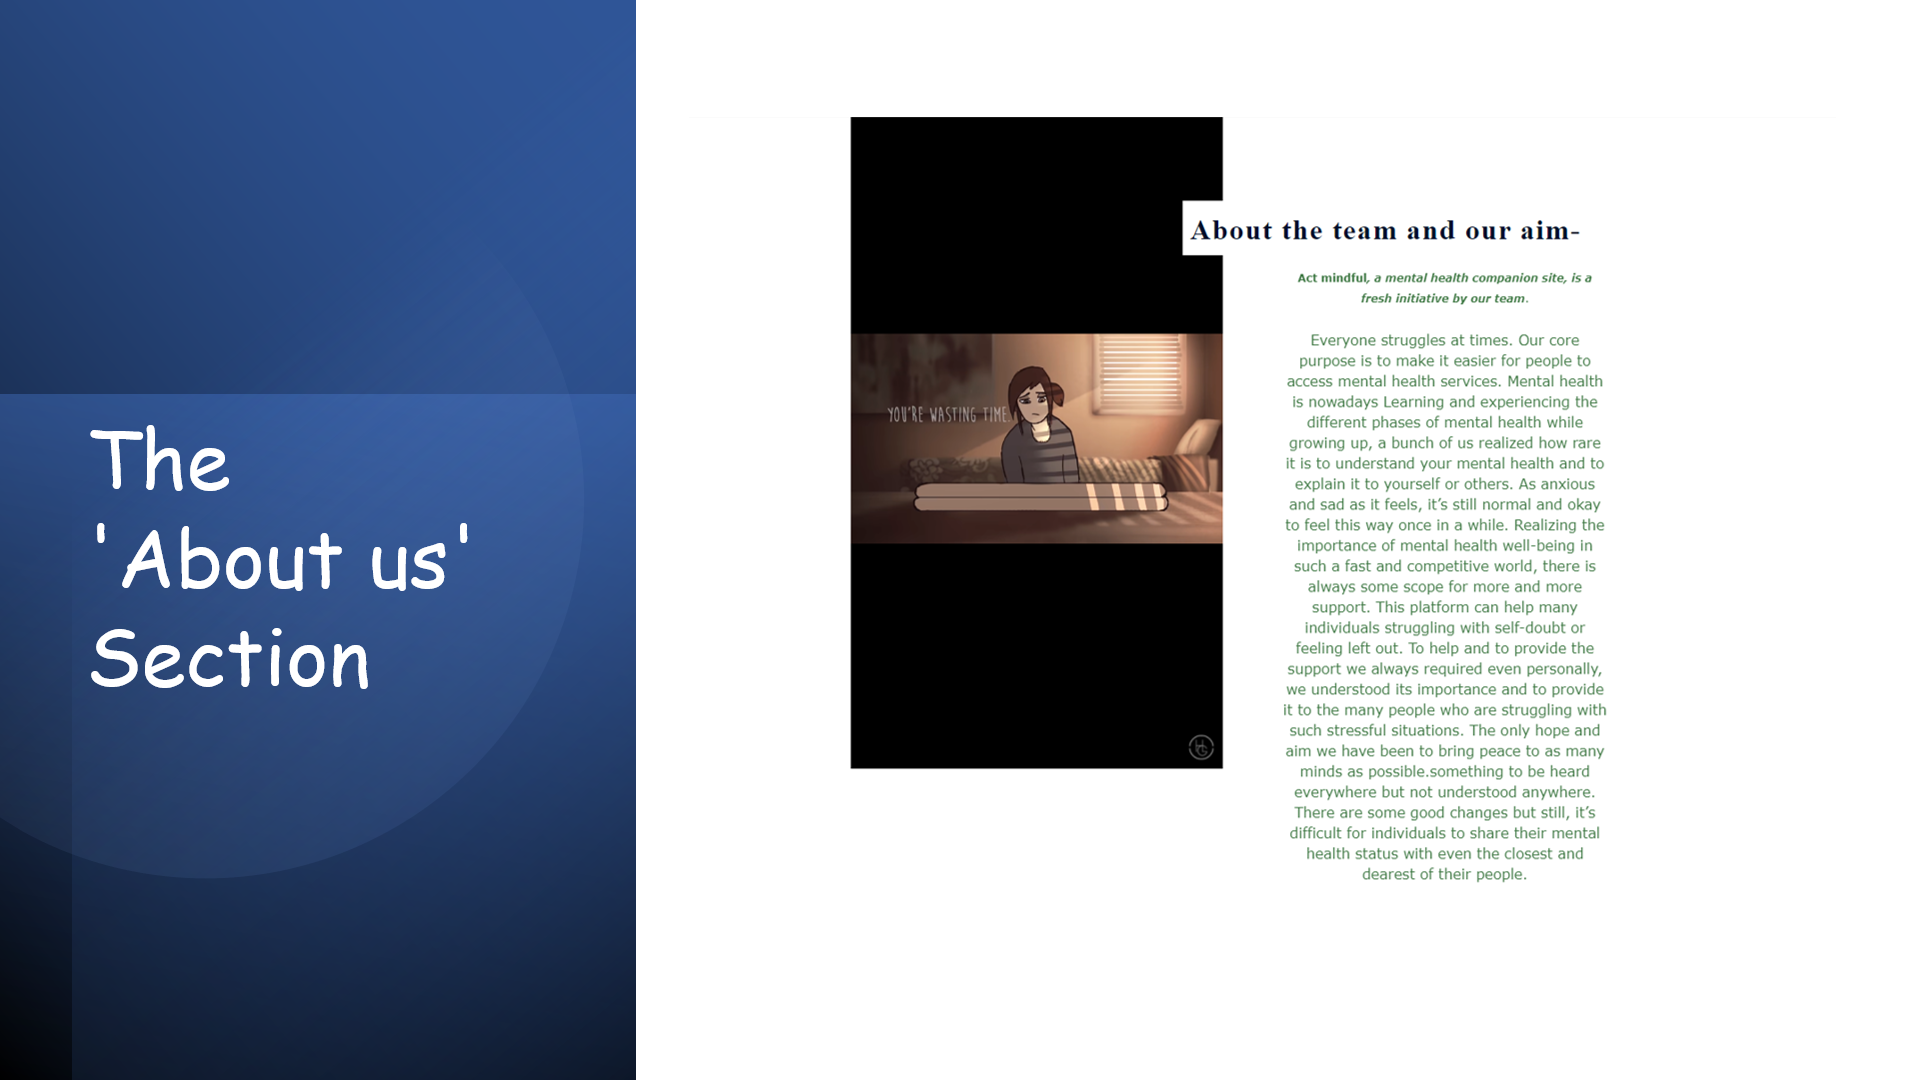 The
'About us'
Section
YOU'RE WASTING TIME
About the team and our aim-
Act mindful, a mental health companion site, is a
fresh initiative by our team.
Everyone struggles at times. Our core
purpose is to make it easier for people to
access mental health services. Mental health
is nowadays Learning and experiencing the
different phases of mental health while
growing up, a bunch of us realized how rare
it is to understand your mental health and to
explain it to yourself or others. As anxious
and sad as it feels, it’s still normal and okay
to feel this way once in a while. Realizing the
importance of mental health well-being in
such a fast and competitive world, there is
always some scope for more and more
support. This platform can help many
individuals struggling with self-doubt or
feeling left out. To help and to provide the
support we always required even personally,
we understood its importance and to provide
it to the many people who are struggling with
such stressful situations. The only hope and
aim we have been to bring peace to as many
minds as possible.something to be heard
everywhere but not understood anywhere.
There are some good changes but still, it’s
difficult for individuals to share their mental
health status with even the closest and
dearest of their people.